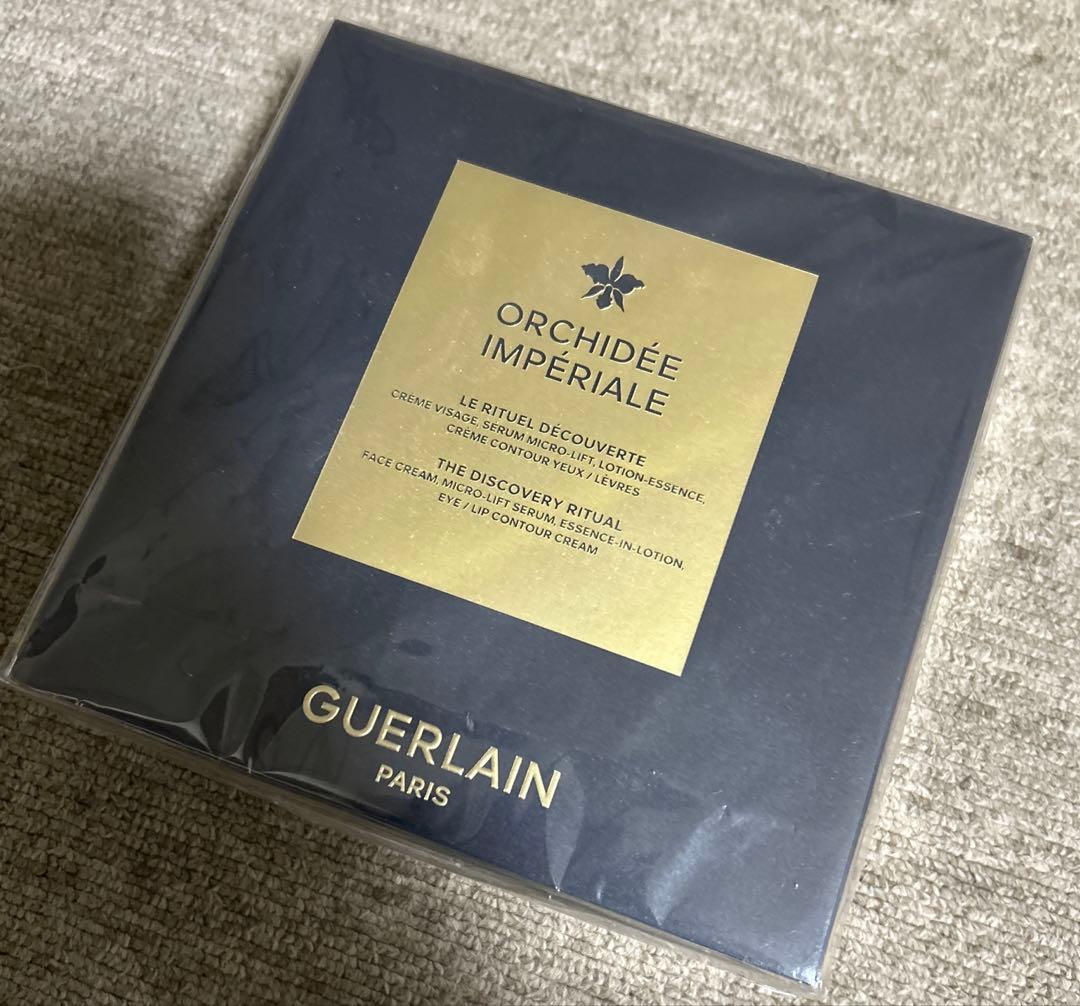 ORCHIDÉE
IMPÉRIALE
LE RITUEL DÉCOUVERTE
CRÈME VISAGE, SÉRUM MICRO-LIFT, LOTION-ESSENCE,
CRÈME CONTOUR YEUX / LÈVRES
THE DISCOVERY RITUAL
FACE CREAM, MICRO-LIFT SERUM, ESSENCE-IN-LOTION,
EYE / LIP CONTOUR CREAM
GUERLAIN
PARIS